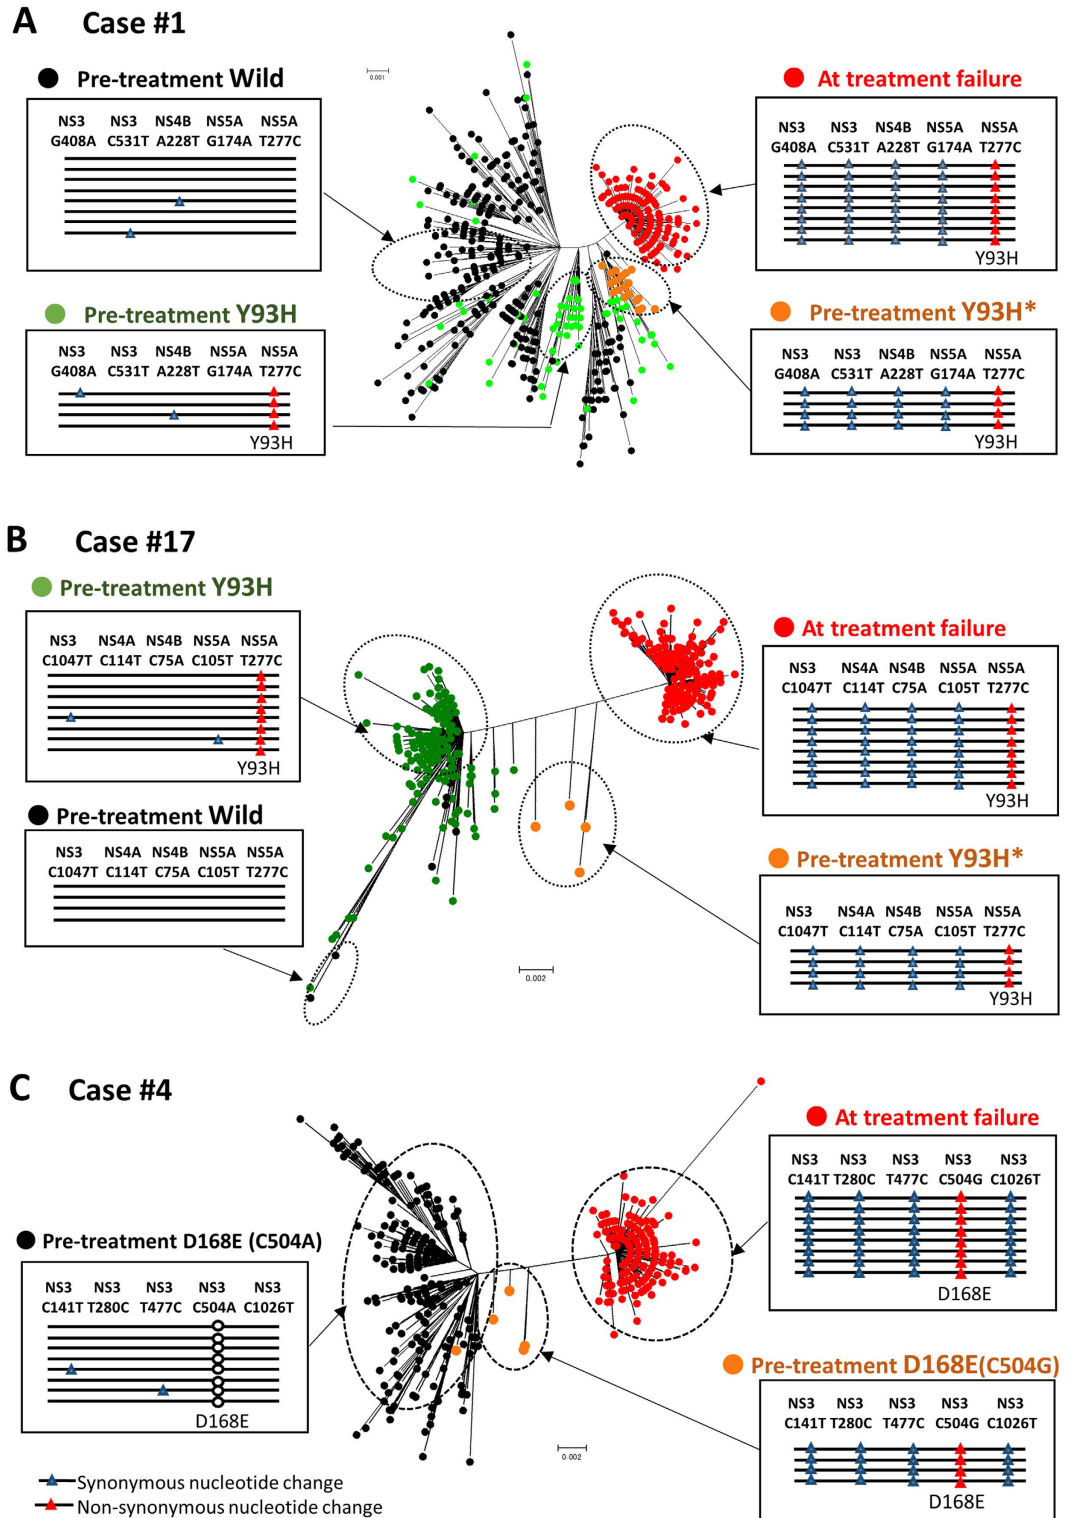 A Case #1
Pre-treatment Wild
NS3 NS3 NS4B NS5A NS5A
G408A C531T A228T G174A T277C
0.001
At treatment failure
NS3 NS3 NS4B NS5A NS5A
G408A C531T A228T G174A T277C
Y93H
Pre-treatment Y93H
NS3 NS3 NS4B NS5A NS5A
G408A C531T A228T G174A T277C
Y93H
Pre-treatment Y93H*
NS3 NS3 NS4B NS5A NS5A
G408A C531T A228T G174A T277C
Y93H
B Case #17
Pre-treatment Y93H
NS3 NS4A NS4B NS5A NS5A
C1047T C114T C75A C105T T277C
Y93H
At treatment failure
NS3 NS4A NS4B NS5A NS5A
C1047T C114T C75A C105T T277C
Y93H
Pre-treatment Wild
NS3 NS4A NS4B NS5A NS5A
C1047T C114T C75A C105T T277C
Pre-treatment Y93H*
NS3 NS4A NS4B NS5A NS5A
C1047T C114T C75A C105T T277C
Y93H
0.002
C Case #4
At treatment failure
NS3 NS3 NS3 NS3 NS3
C141T T280C T477C C504G C1026T
D168E
Pre-treatment D168E (C504A)
NS3 NS3 NS3 NS3 NS3
C141T T280C T477C C504A C1026T
D168E
Pre-treatment D168E(C504G)
NS3 NS3 NS3 NS3 NS3
C141T T280C T477C C504G C1026T
D168E
0.002
Synonymous nucleotide change
Non-synonymous nucleotide change